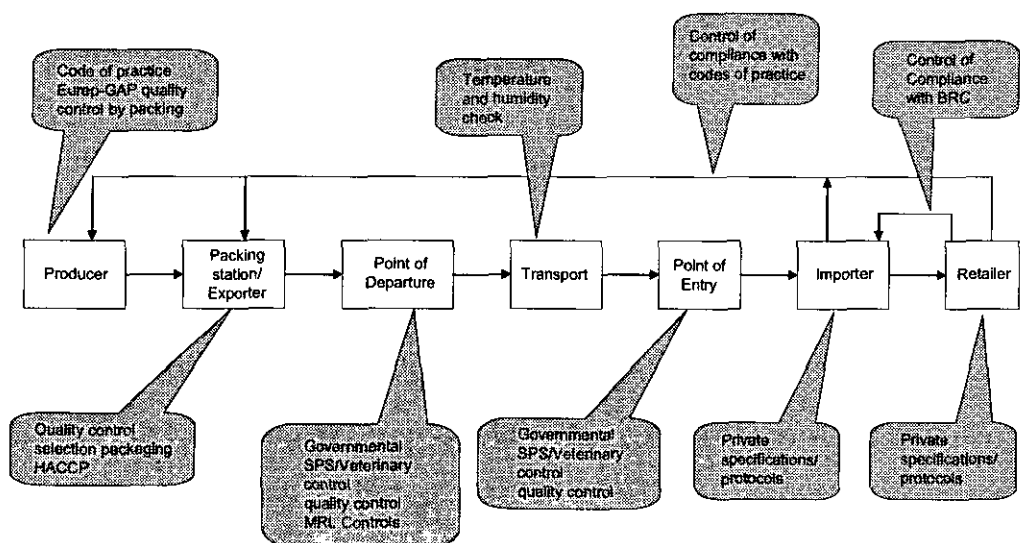 Code of practice
Europ-GAP quality
control by packing
Temperature
and humidity
check
Control of
compliance with
codes of practice
Control of
Compliance
with BRC
Producer
Packing
station/
Exporter
Point of
Departure
Transport
Point of
Entry
Importer
Retailer
Quality control
selection packaging
HACCP
Governmental
SPS/Veterinary
control
quality control
MRL Controls
Governmental
SPS/Veterinary
control
quality control
Private
specifications/
protocols
Private
specifications/
protocols